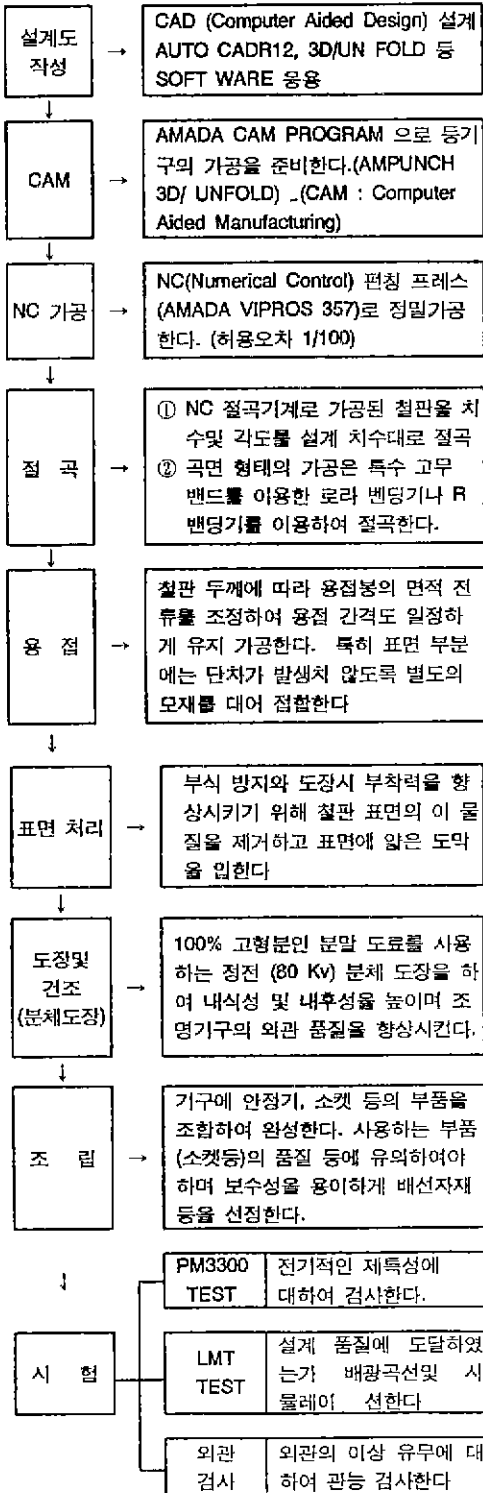 설계도
작성
→
CAD (Computer Aided Design) 설계
AUTO CADR12, 3D/UN FOLD 등
SOFT WARE 응용
↓
CAM
→
AMADA CAM PROGRAM 으로 등기
구의 가공을 준비한다.(AMPUNCH
3D/ UNFOLD) (CAM : Computer
Aided Manufacturing)
↓
NC 가공
→
NC(Numerical Control) 펀칭 프레스
(AMADA VIPROS 357)로 정밀가공
한다. (허용오차 1/100)
↓
절 곡
→
① NC 절곡기계로 가공된 철판을 치
수및 각도를 설계 치수대로 절곡
② 곡면 형태의 가공은 특수 고무
밴드를 이용한 로라 벤딩기나 R
밴딩기를 이용하여 절곡한다.
↓
용 접
→
철판 두께에 따라 용접봉의 면적 전
류를 조정하여 용접 간격도 일정하
게 유지 가공한다. 특히 표면 부분
에는 단차가 발생치 않도록 별도의
모재를 대어 접합한다
↓
표면 처리
→
부식 방지와 도장시 부착력을 향
상시키기 위해 철판 표면의 이 물
질을 제거하고 표면에 얇은 도막
을 입힌다
↓
도장및
건조
(분체도장)
→
100% 고형분인 분말 도료를 사용
하는 정전 (80 Kv) 분체 도장을 하
여 내식성 및 내후성을 높이며 조
명기구의 외관 품질을 향상시킨다.
↓
조 립
→
기구에 안정기, 소켓 등의 부품을
조합하여 완성한다. 사용하는 부품
(소켓등)의 품질 등에 유의하여야
하며 보수성을 용이하게 배선자재
등을 선정한다.
↓
시 험
PM3300
TEST
전기적인 제특성에
대하여 검사한다.
LMT
TEST
설계 품질에 도달하였
는가 배광곡선및 시
뮬레이 션한다
외관
검사
외관의 이상 유무에 대
하여 관능 검사한다